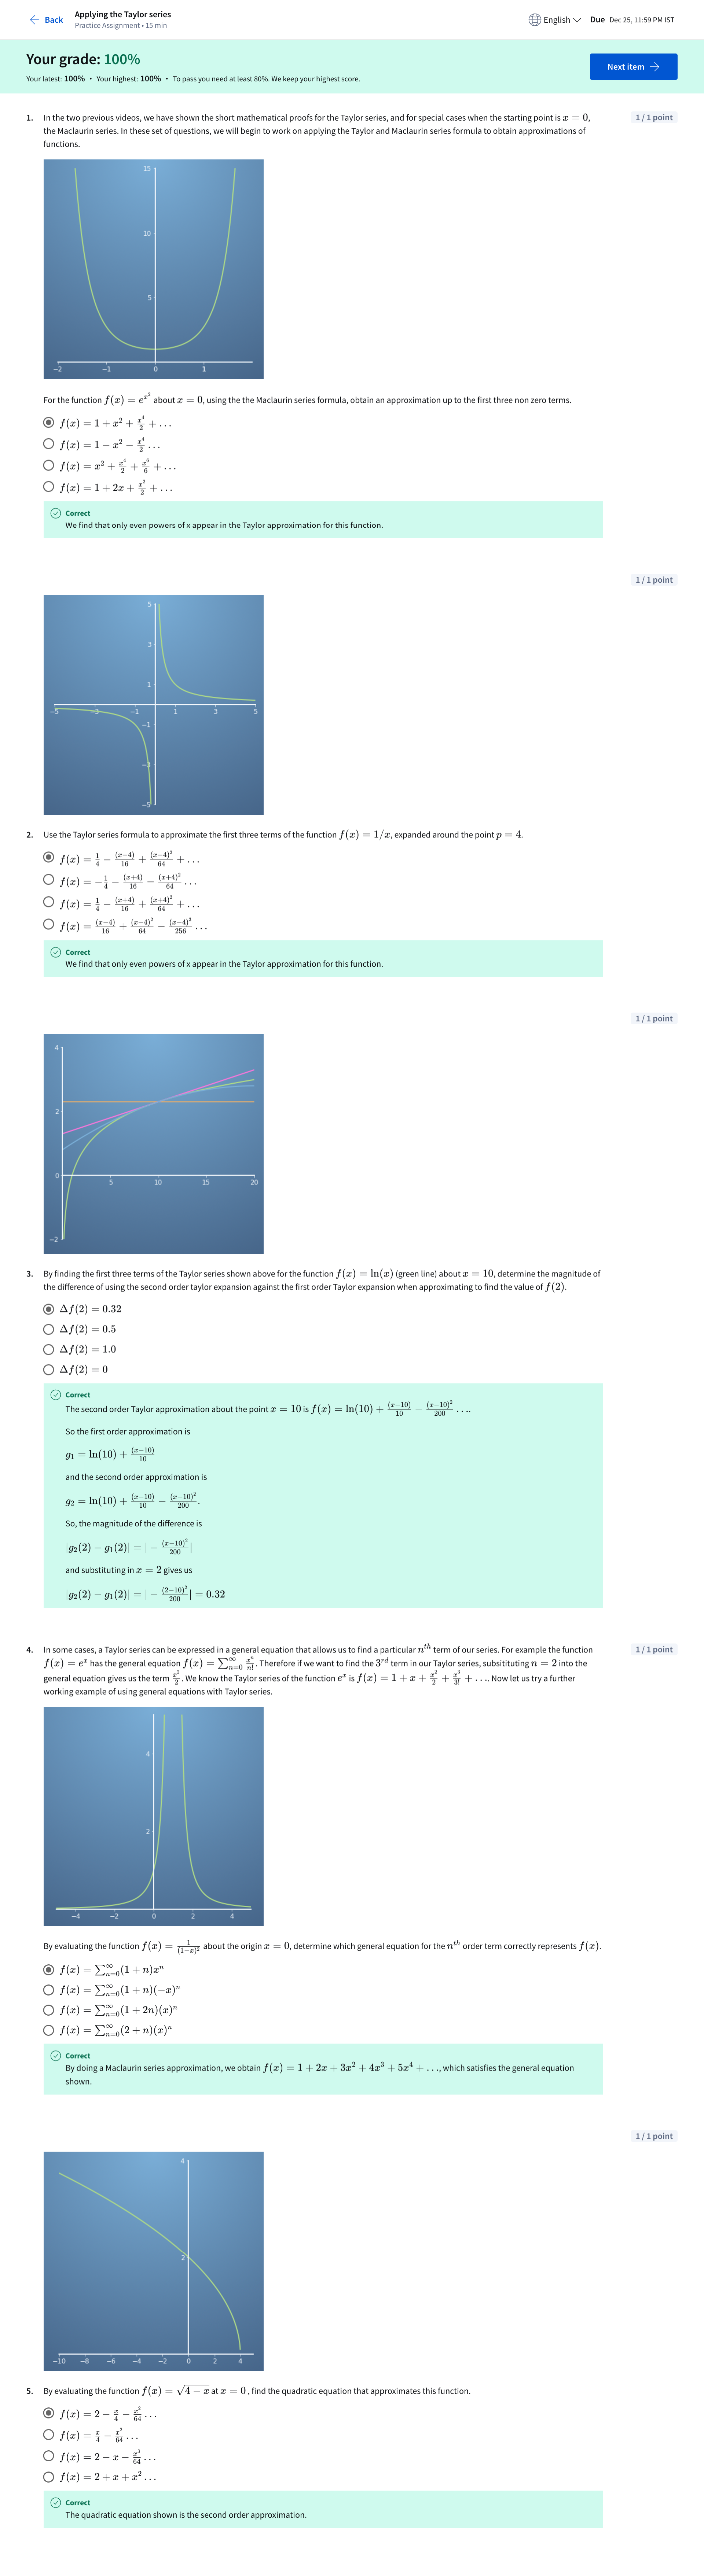 Back
Applying the Taylor series
Practice Assignment • 15 min
English
Due Dec 25, 11:59 PM IST
Your grade: 100%
Your latest: 100% • Your highest: 100% • To pass you need at least 80%. We keep your highest score.
Next item
1. In the two previous videos, we have shown the short mathematical proofs for the Taylor series, and for special cases when the starting point is x = 0,
the Maclaurin series. In these set of questions, we will begin to work on applying the Taylor and Maclaurin series formula to obtain approximations of
functions.
1 / 1 point
15
10
5
−2 −1 0 1
For the function f(x) = e^{x^2} about x = 0, using the the Maclaurin series formula, obtain an approximation up to the first three non zero terms.
f(x) = 1 + x^2 + \frac{x^4}{2} + …
f(x) = 1 − x^2 − \frac{x^4}{2} …
f(x) = x^2 + \frac{x^4}{2} + \frac{x^6}{6} + …
f(x) = 1 + 2x + \frac{x^2}{2} + …
Correct
We find that only even powers of x appear in the Taylor approximation for this function.
1 / 1 point
5
3
1
−5 −3 −1 1 3 5
−1
−3
−5
2. Use the Taylor series formula to approximate the first three terms of the function f(x) = 1/x, expanded around the point p = 4.
f(x) = \frac{1}{4} − \frac{(x−4)}{16} + \frac{(x−4)^2}{64} + …
f(x) = −\frac{1}{4} − \frac{(x+4)}{16} − \frac{(x+4)^2}{64} …
f(x) = \frac{1}{4} − \frac{(x+4)}{16} + \frac{(x+4)^2}{64} + …
f(x) = \frac{(x−4)}{16} + \frac{(x−4)^2}{64} − \frac{(x−4)^3}{256} …
Correct
We find that only even powers of x appear in the Taylor approximation for this function.
1 / 1 point
4
2
0
5 10 15 20
−2
3. By finding the first three terms of the Taylor series shown above for the function f(x) = ln(x) (green line) about x = 10, determine the magnitude of
the difference of using the second order taylor expansion against the first order Taylor expansion when approximating to find the value of f(2).
Δf(2) = 0.32
Δf(2) = 0.5
Δf(2) = 1.0
Δf(2) = 0
Correct
The second order Taylor approximation about the point x = 10 is f(x) = ln(10) + \frac{(x−10)}{10} − \frac{(x−10)^2}{200} ….
So the first order approximation is
g_1 = ln(10) + \frac{(x−10)}{10}
and the second order approximation is
g_2 = ln(10) + \frac{(x−10)}{10} − \frac{(x−10)^2}{200}.
So, the magnitude of the difference is
|g_2(2) − g_1(2)| = | − \frac{(x−10)^2}{200}|
and substituting in x = 2 gives us
|g_2(2) − g_1(2)| = | − \frac{(2−10)^2}{200}| = 0.32
4. In some cases, a Taylor series can be expressed in a general equation that allows us to find a particular n^{th} term of our series. For example the function
f(x) = e^x has the general equation f(x) = \sum_{n=0}^{∞} \frac{x^n}{n!}. Therefore if we want to find the 3^{rd} term in our Taylor series, subsitituting n = 2 into the
general equation gives us the term \frac{x^2}{2}. We know the Taylor series of the function e^x is f(x) = 1 + x + \frac{x^2}{2} + \frac{x^3}{3!} + …. Now let us try a further
working example of using general equations with Taylor series.
1 / 1 point
4
2
−4 −2 0 2 4
By evaluating the function f(x) = \frac{1}{(1−x)^2} about the origin x = 0, determine which general equation for the n^{th} order term correctly represents f(x).
f(x) = \sum_{n=0}^{∞}(1 + n)x^n
f(x) = \sum_{n=0}^{∞}(1 + n)(−x)^n
f(x) = \sum_{n=0}^{∞}(1 + 2n)(x)^n
f(x) = \sum_{n=0}^{∞}(2 + n)(x)^n
Correct
By doing a Maclaurin series approximation, we obtain f(x) = 1 + 2x + 3x^2 + 4x^3 + 5x^4 + …, which satisfies the general equation
shown.
1 / 1 point
4
2
−10 −8 −6 −4 −2 0 2 4
5. By evaluating the function f(x) = \sqrt{4 − x} at x = 0 , find the quadratic equation that approximates this function.
f(x) = 2 − \frac{x}{4} − \frac{x^2}{64} …
f(x) = \frac{x}{4} − \frac{x^2}{64} …
f(x) = 2 − x − \frac{x^3}{64} …
f(x) = 2 + x + x^2 …
Correct
The quadratic equation shown is the second order approximation.